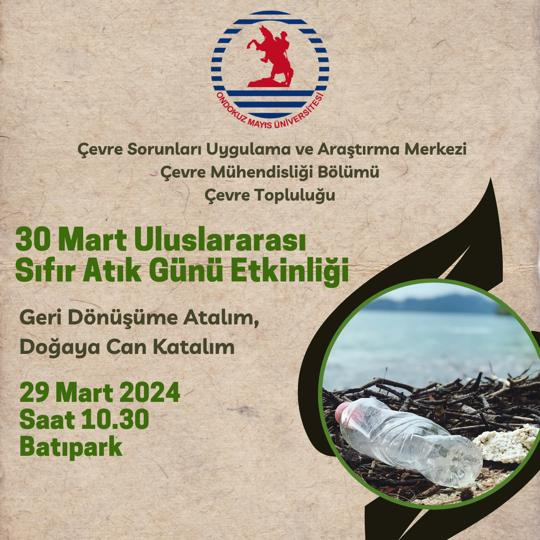 ONDOKUZ MAYIS ÜNİVERSİTESİ
Çevre Sorunları Uygulama ve Araştırma Merkezi
Çevre Mühendisliği Bölümü
Çevre Topluluğu
30 Mart Uluslararası
Sıfır Atık Günü Etkinliği
Geri Dönüşüme Atalım,
Doğaya Can Katalım
29 Mart 2024
Saat 10.30
Batıpark